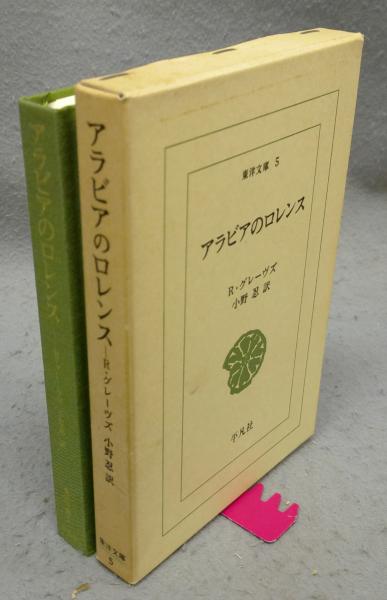 アラビアのロレンス
アラビアのロレンス―R・グレーヴズ 小野忍訳
東洋文庫
5
東洋文庫 5
アラビアのロレンス
R・グレーヴズ
小野 忍 訳
平凡社